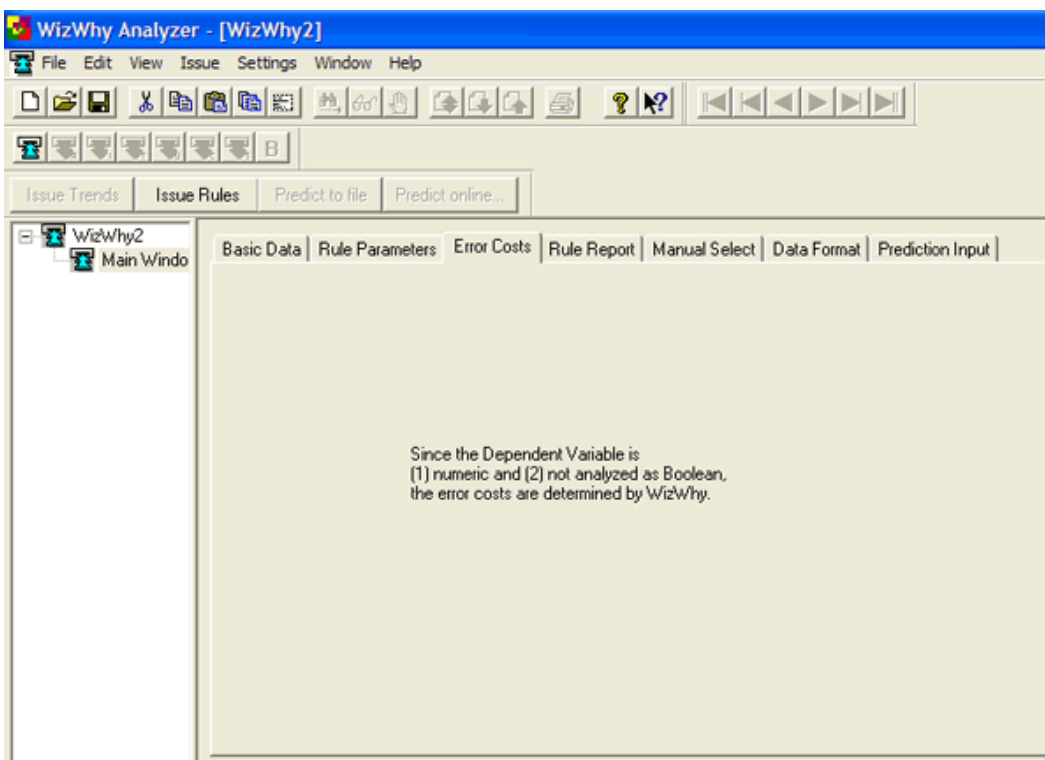 WizWhy Analyzer - [WizWhy2]
File Edit View Issue Settings Window Help
B
Issue Trends Issue Rules Predict to file Predict online...
WizWhy2
Main Windo
Basic Data Rule Parameters Error Costs Rule Report Manual Select Data Format Prediction Input
Since the Dependent Variable is
(1) numeric and (2) not analyzed as Boolean,
the error costs are determined by WizWhy.